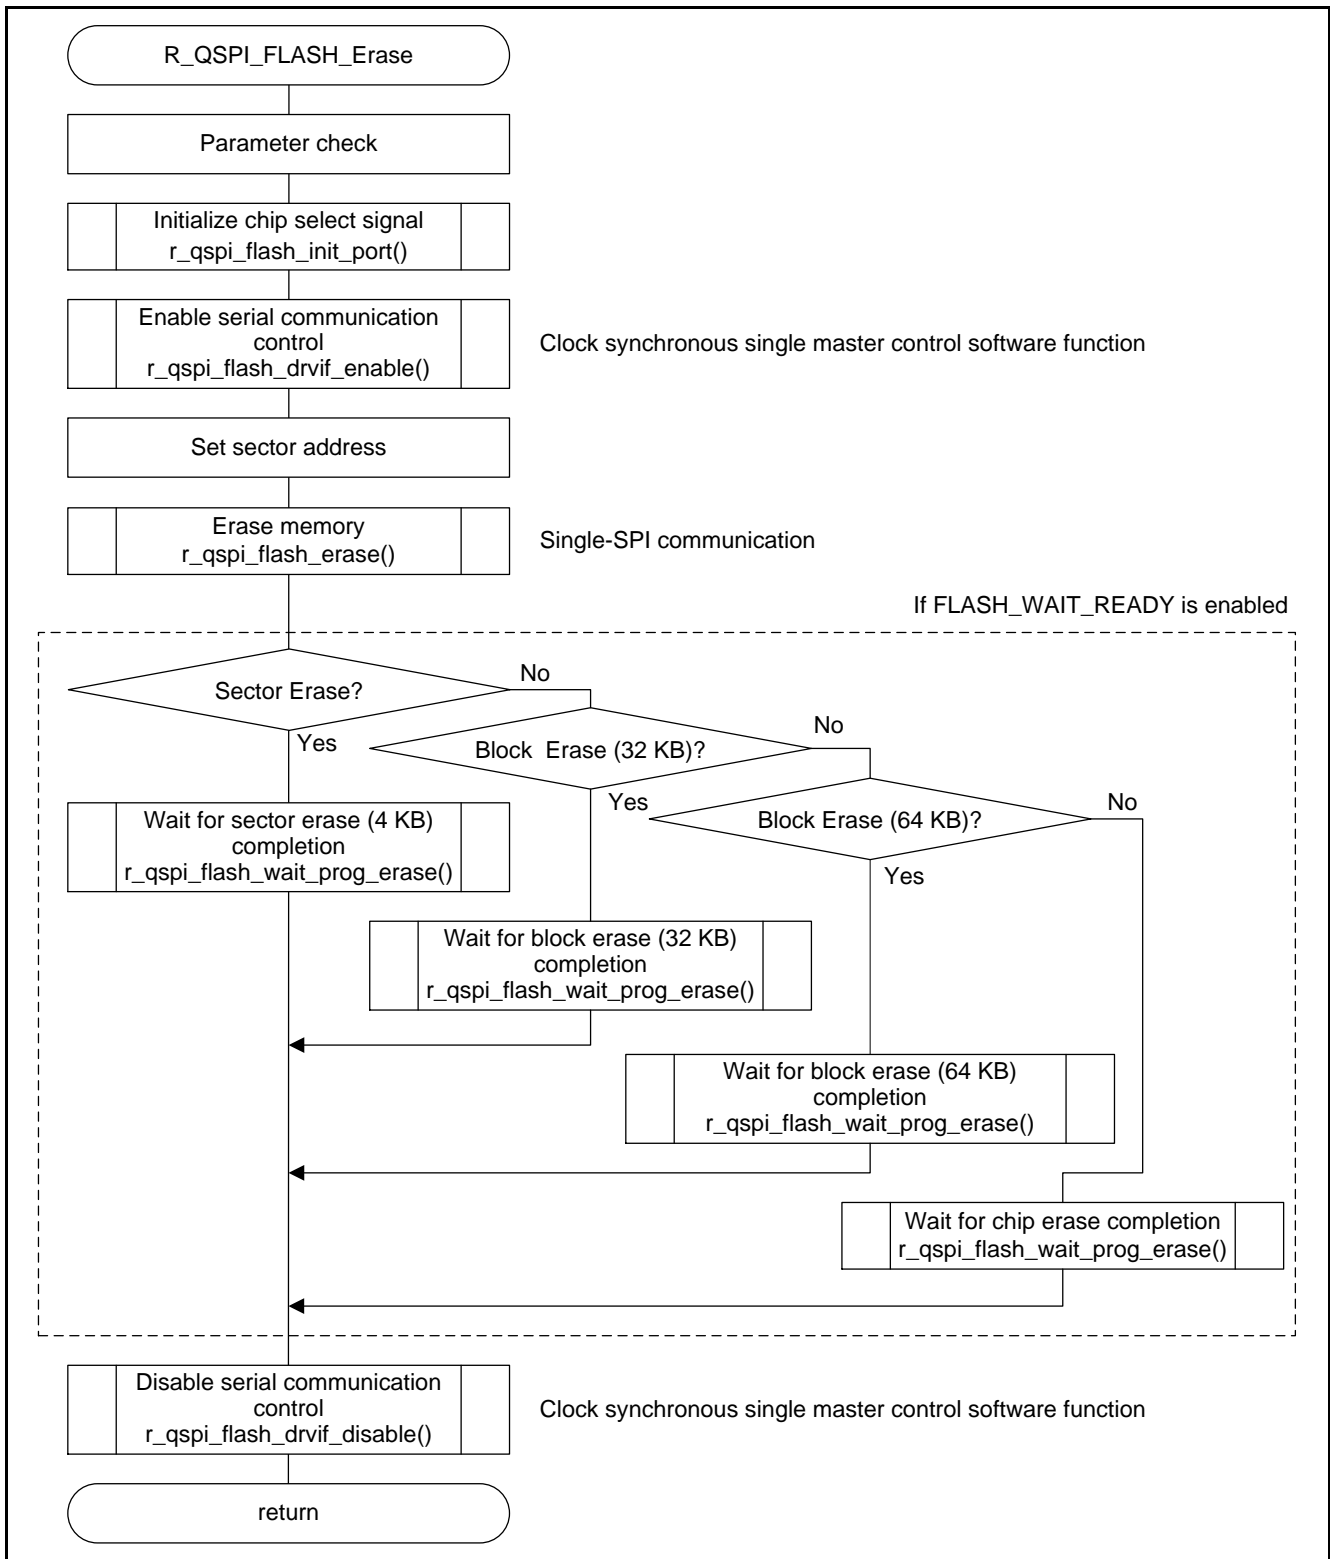 R_QSPI_FLASH_Erase
Parameter check
Initialize chip select signal
r_qspi_flash_init_port()
Enable serial communication
control
r_qspi_flash_drvif_enable()
Clock synchronous single master control software function
Set sector address
Erase memory
r_qspi_flash_erase()
Single-SPI communication
If FLASH_WAIT_READY is enabled
Sector Erase?
No
Yes
Block Erase (32 KB)?
No
Yes
Block Erase (64 KB)?
No
Yes
Wait for sector erase (4 KB)
completion
r_qspi_flash_wait_prog_erase()
Wait for block erase (32 KB)
completion
r_qspi_flash_wait_prog_erase()
Wait for block erase (64 KB)
completion
r_qspi_flash_wait_prog_erase()
Wait for chip erase completion
r_qspi_flash_wait_prog_erase()
Disable serial communication
control
r_qspi_flash_drvif_disable()
Clock synchronous single master control software function
return